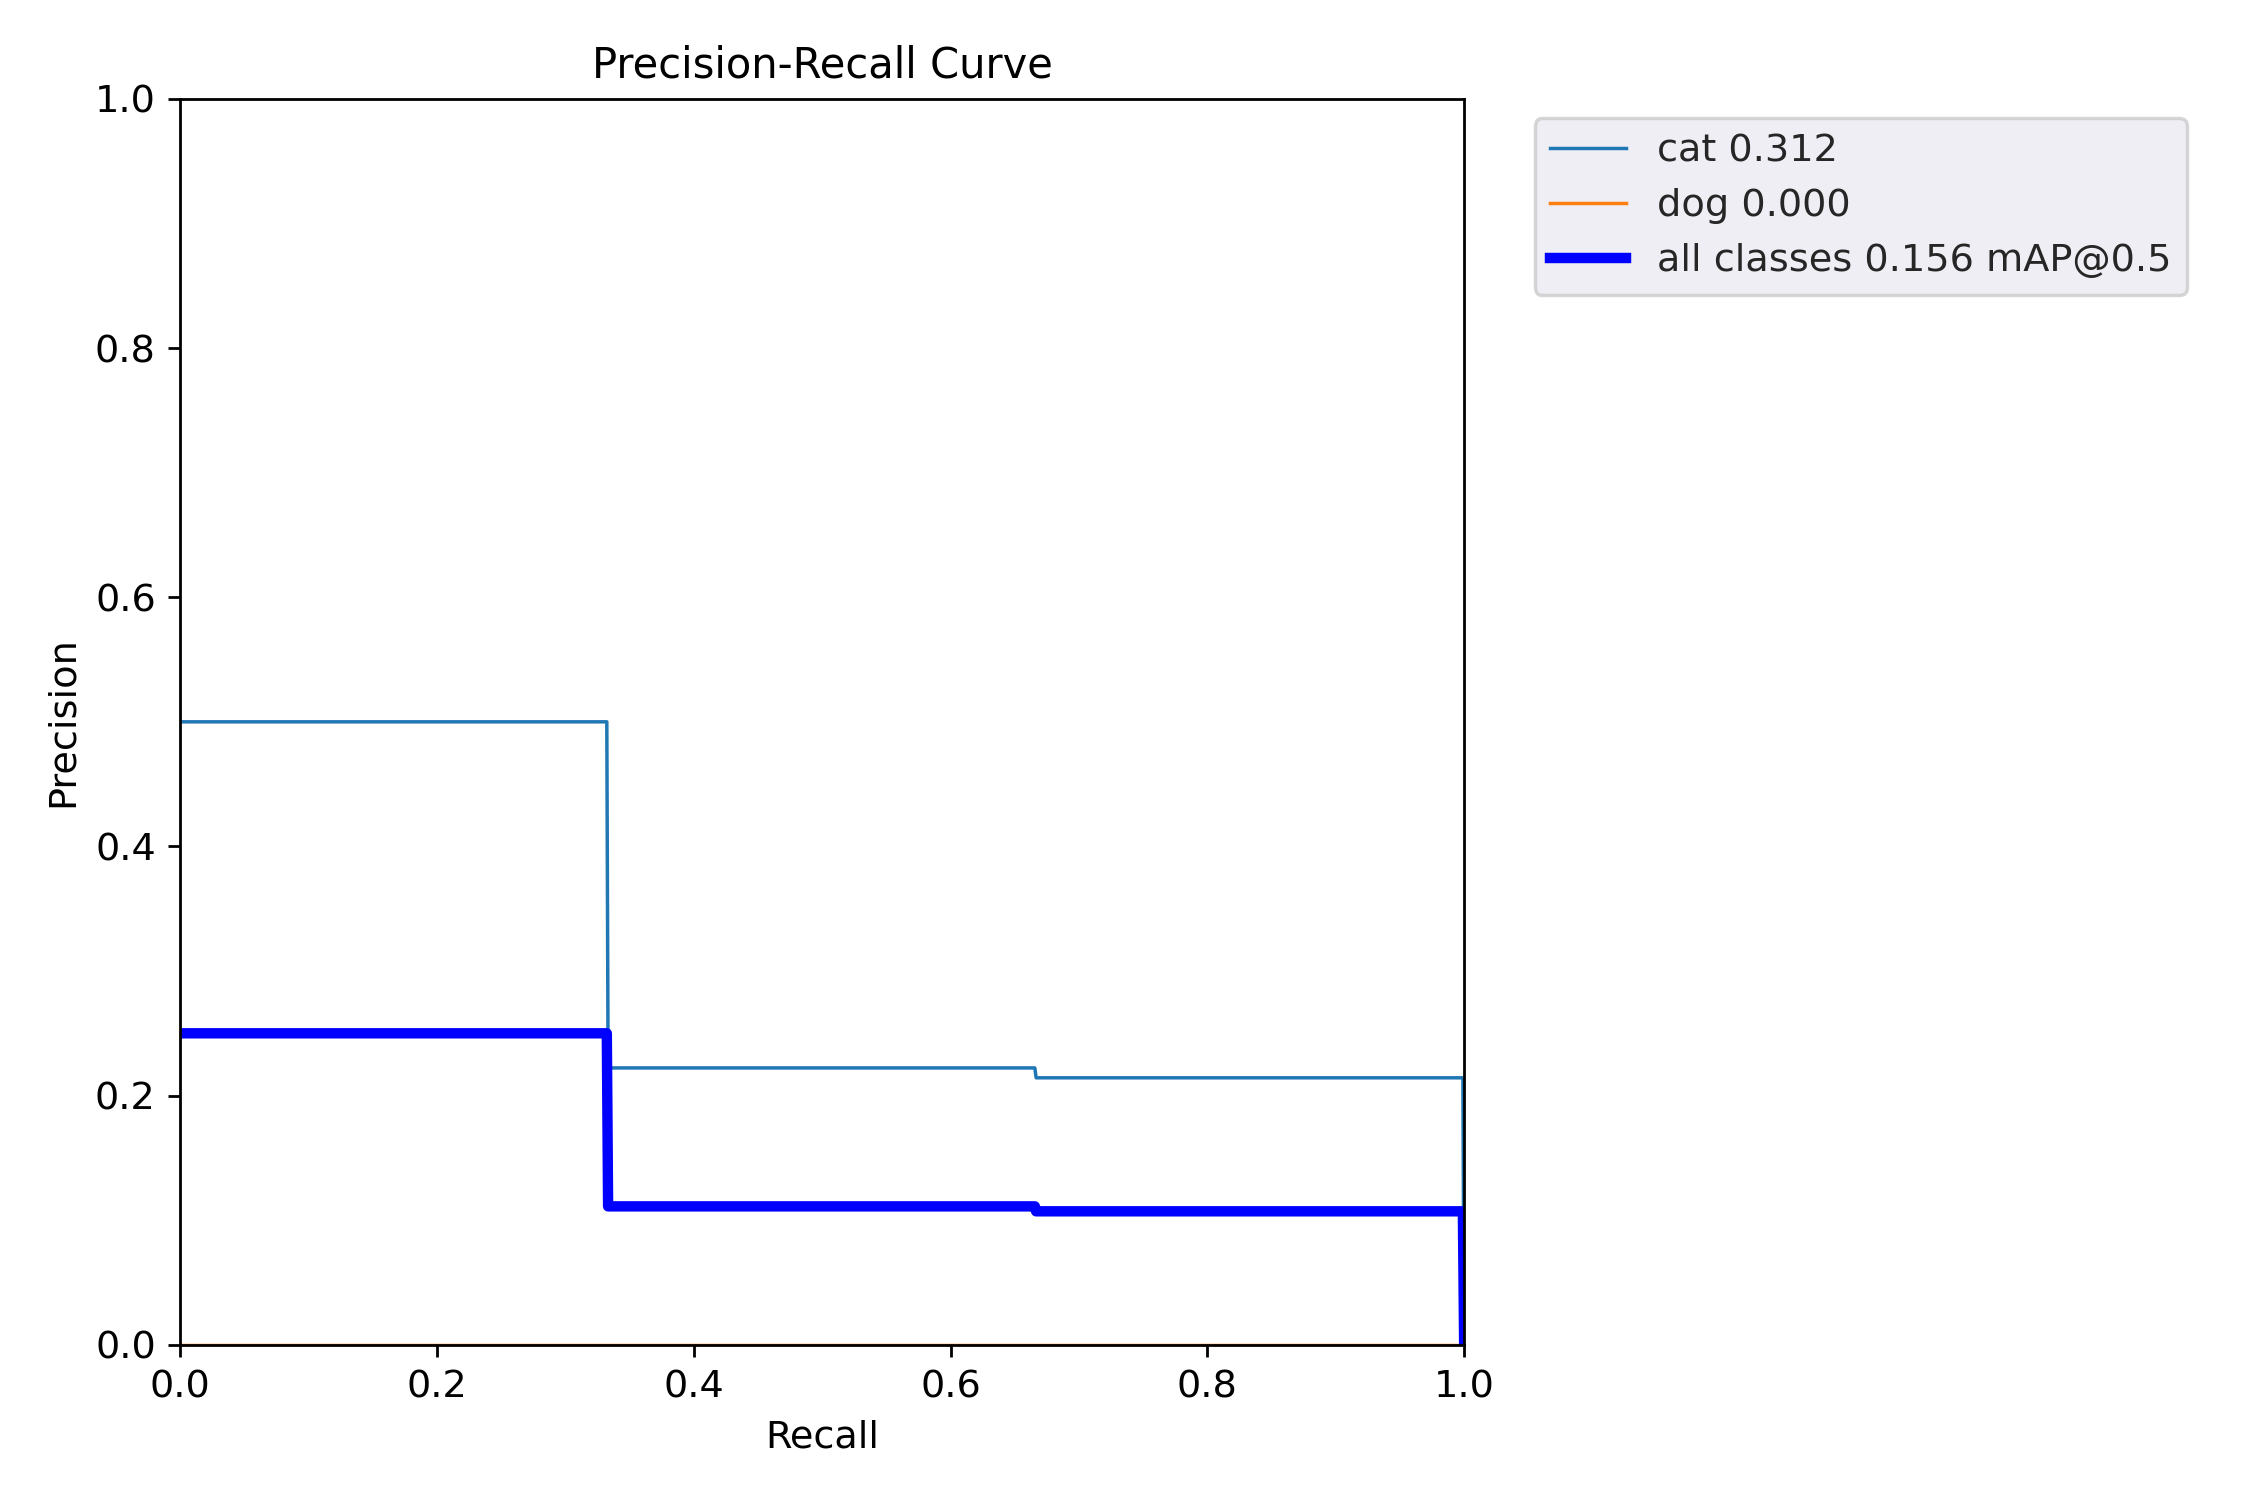 Precision-Recall Curve
1.0
0.8
0.6
0.4
0.2
0.0
Precision
0.0 0.2 0.4 0.6 0.8 1.0
Recall
cat 0.312
dog 0.000
all classes 0.156 mAP@0.5